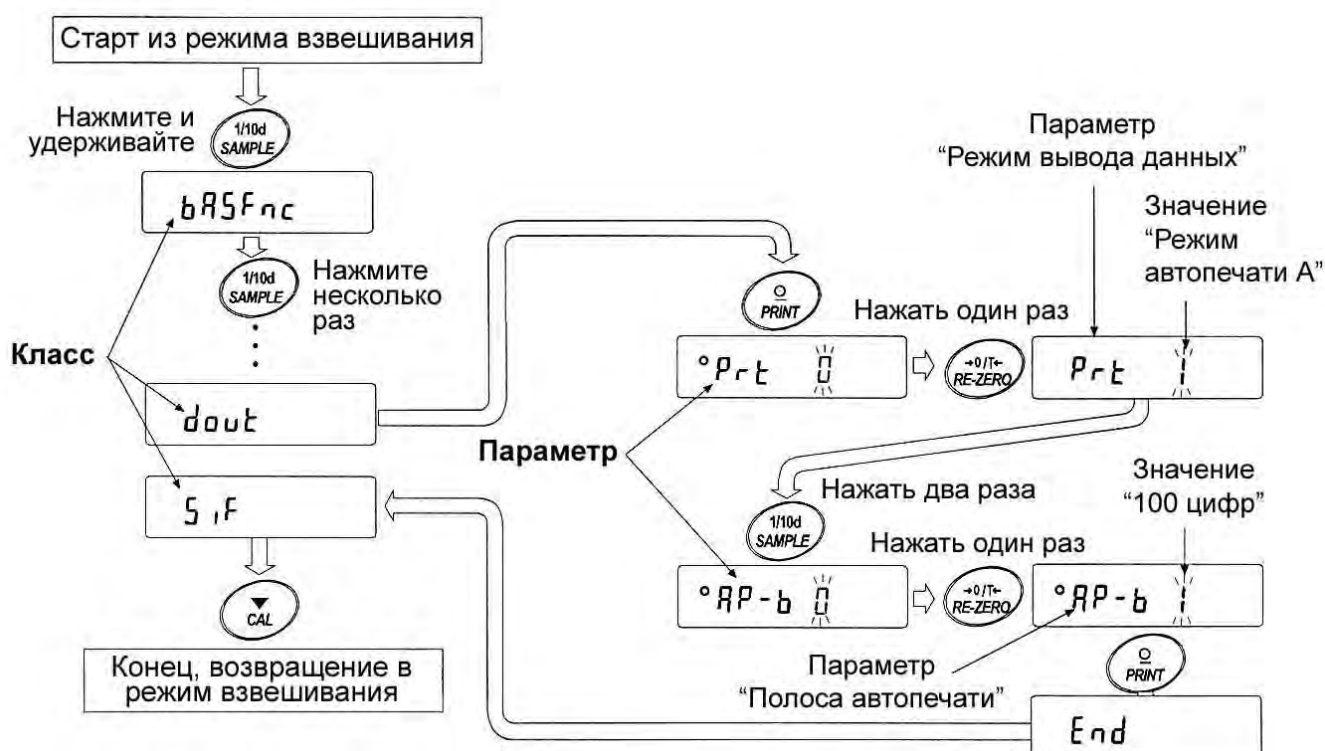 Старт из режима взвешивания
Нажмите и
удерживайте
1/10d
SAMPLE
bASFnc
1/10d
SAMPLE
Нажмите
несколько
раз
Класс
dout
SiF
CAL
Конец, возвращение в
режим взвешивания
PRINT
Prt 0
Нажать один раз
→0/T←
RE-ZERO
Параметр
“Режим вывода данных”
Значение
“Режим
автопечати А”
Prt 1
Параметр
Нажать два раза
1/10d
SAMPLE
AP-b 0
Нажать один раз
→0/T←
RE-ZERO
Значение
“100 цифр”
AP-b 1
Параметр
“Полоса автопечати”
PRINT
End